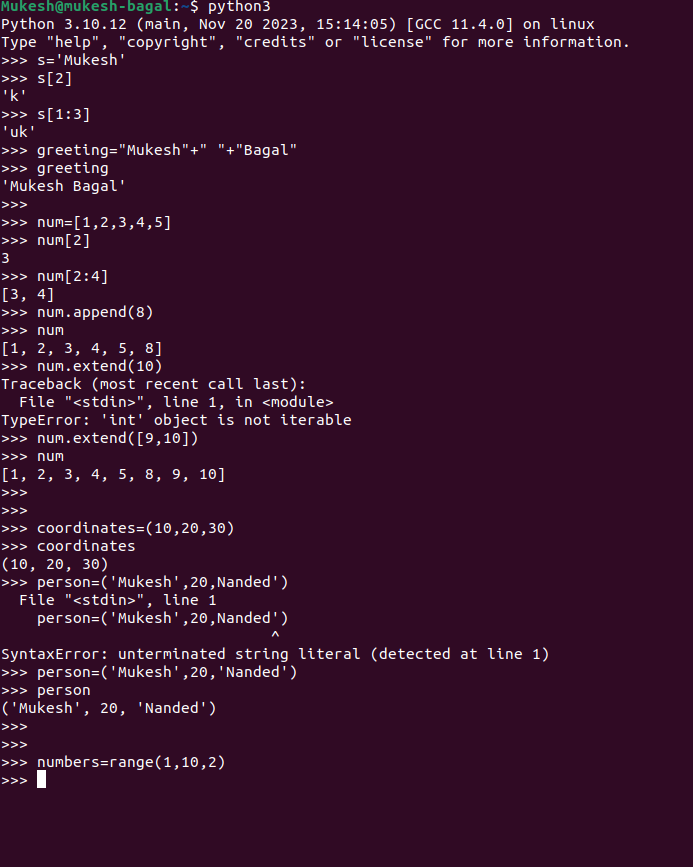 Mukesh@mukesh-bagal:~$ python3
Python 3.10.12 (main, Nov 20 2023, 15:14:05) [GCC 11.4.0] on linux
Type "help", "copyright", "credits" or "license" for more information.
>>> s='Mukesh'
>>> s[2]
'k'
>>> s[1:3]
'uk'
>>> greeting="Mukesh"+" "+"Bagal"
>>> greeting
'Mukesh Bagal'
>>>
>>> num=[1,2,3,4,5]
>>> num[2]
3
>>> num[2:4]
[3, 4]
>>> num.append(8)
>>> num
[1, 2, 3, 4, 5, 8]
>>> num.extend(10)
Traceback (most recent call last):
  File "<stdin>", line 1, in <module>
TypeError: 'int' object is not iterable
>>> num.extend([9,10])
>>> num
[1, 2, 3, 4, 5, 8, 9, 10]
>>>
>>>
>>> coordinates=(10,20,30)
>>> coordinates
(10, 20, 30)
>>> person=('Mukesh',20,Nanded')
  File "<stdin>", line 1
    person=('Mukesh',20,Nanded')
                              ^
SyntaxError: unterminated string literal (detected at line 1)
>>> person=('Mukesh',20,'Nanded')
>>> person
('Mukesh', 20, 'Nanded')
>>>
>>>
>>> numbers=range(1,10,2)
>>>